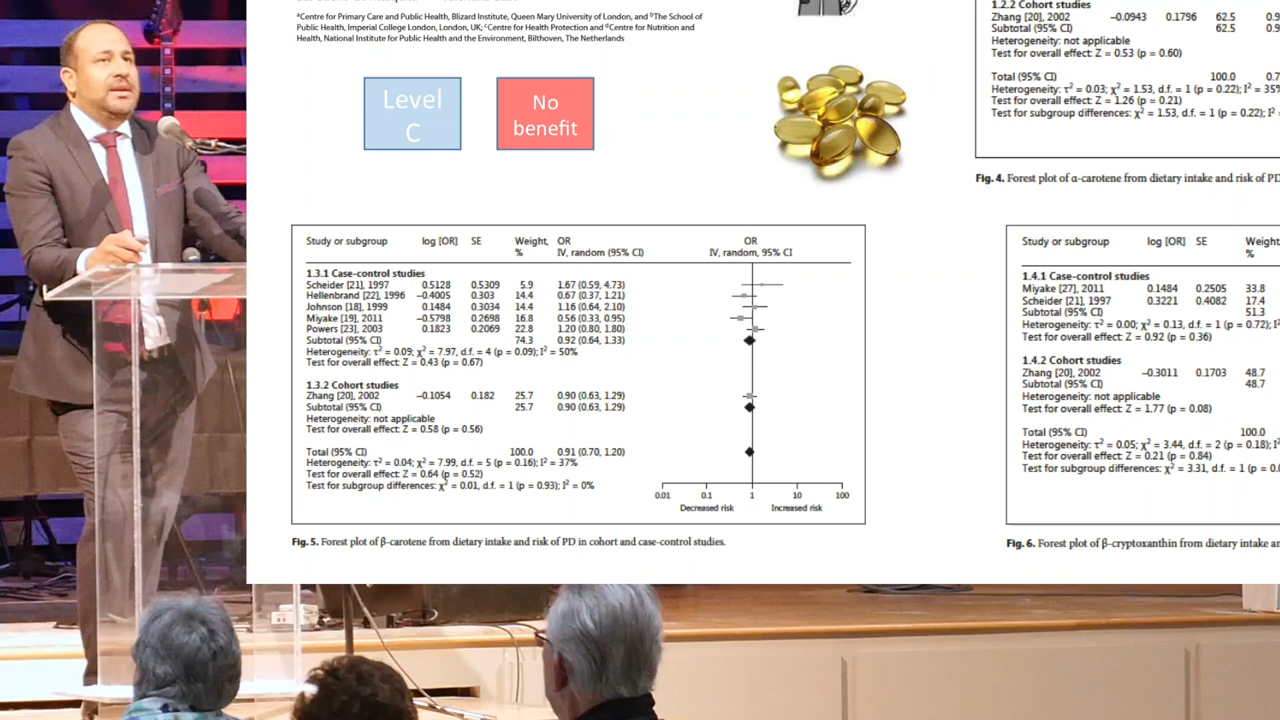 ᵃCentre for Primary Care and Public Health, Blizard Institute, Queen Mary University of London, and ᵇThe School of
Public Health, Imperial College London, London, UK; ᶜCentre for Health Protection and ᵈCentre for Nutrition and
Health, National Institute for Public Health and the Environment, Bilthoven, The Netherlands
Level
C
No
benefit
1.2.2 Cohort studies
Zhang [20], 2002 −0.0943 0.1796 62.5 0.9
Subtotal (95% CI) 62.5 0.9
Heterogeneity: not applicable
Test for overall effect: Z = 0.53 (p = 0.60)
Total (95% CI) 100.0 0.7
Heterogeneity: τ² = 0.03; χ² = 1.53, d.f. = 1 (p = 0.22); I² = 35%
Test for overall effect: Z = 1.26 (p = 0.21)
Test for subgroup differences: χ² = 1.53, d.f. = 1 (p = 0.22); I²
Fig. 4. Forest plot of α-carotene from dietary intake and risk of PD
Study or subgroup log [OR] SE Weight, OR OR
% IV, random (95% CI) IV, random, 95% CI
1.3.1 Case-control studies
Scheider [21], 1997 0.5128 0.5309 5.9 1.67 (0.59, 4.73)
Hellenbrand [22], 1996 −0.4005 0.303 14.4 0.67 (0.37, 1.21)
Johnson [18], 1999 0.1484 0.3034 14.4 1.16 (0.64, 2.10)
Miyake [19], 2011 −0.5798 0.2698 16.8 0.56 (0.33, 0.95)
Powers [23], 2003 0.1823 0.2069 22.8 1.20 (0.80, 1.80)
Subtotal (95% CI) 74.3 0.92 (0.64, 1.33)
Heterogeneity: τ² = 0.09; χ² = 7.97, d.f. = 4 (p = 0.09); I² = 50%
Test for overall effect: Z = 0.43 (p = 0.67)
1.3.2 Cohort studies
Zhang [20], 2002 −0.1054 0.182 25.7 0.90 (0.63, 1.29)
Subtotal (95% CI) 25.7 0.90 (0.63, 1.29)
Heterogeneity: not applicable
Test for overall effect: Z = 0.58 (p = 0.56)
Total (95% CI) 100.0 0.91 (0.70, 1.20)
Heterogeneity: τ² = 0.04; χ² = 7.99, d.f. = 5 (p = 0.16); I² = 37%
Test for overall effect: Z = 0.64 (p = 0.52)
Test for subgroup differences: χ² = 0.01, d.f. = 1 (p = 0.93); I² = 0%
0.01 0.1 1 10 100
Decreased risk Increased risk
Fig. 5. Forest plot of β-carotene from dietary intake and risk of PD in cohort and case-control studies.
Study or subgroup log [OR] SE Weight
%
1.4.1 Case-control studies
Miyake [27], 2011 0.1484 0.2505 33.8
Scheider [21], 1997 0.3221 0.4082 17.4
Subtotal (95% CI) 51.3
Heterogeneity: τ² = 0.00; χ² = 0.13, d.f. = 1 (p = 0.72); I²
Test for overall effect: Z = 0.92 (p = 0.36)
1.4.2 Cohort studies
Zhang [20], 2002 −0.3011 0.1703 48.7
Subtotal (95% CI) 48.7
Heterogeneity: not applicable
Test for overall effect: Z = 1.77 (p = 0.08)
Total (95% CI) 100.0
Heterogeneity: τ² = 0.05; χ² = 3.44, d.f. = 2 (p = 0.18); I²
Test for overall effect: Z = 0.21 (p = 0.84)
Test for subgroup differences: χ² = 3.31, d.f. = 1 (p = 0.0
Fig. 6. Forest plot of β-cryptoxanthin from dietary intake an